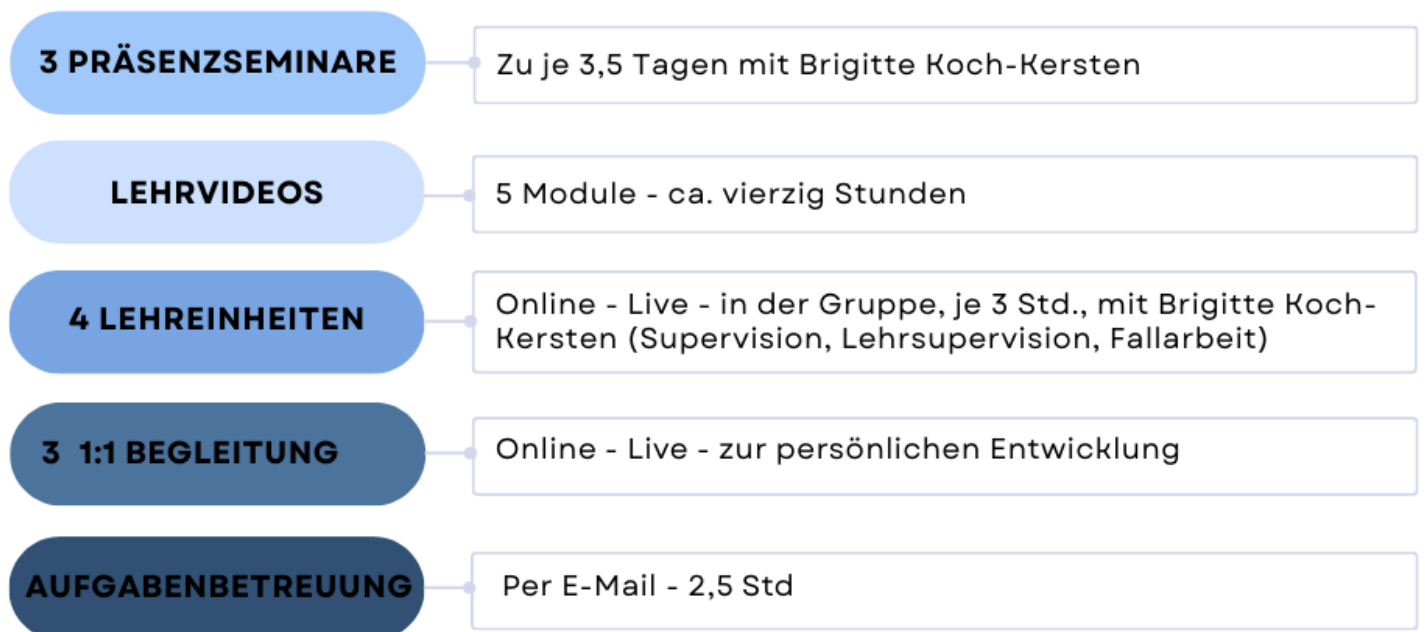 3 PRÄSENZSEMINARE
Zu je 3,5 Tagen mit Brigitte Koch-Kersten
LEHRVIDEOS
5 Module - ca. vierzig Stunden
4 LEHREINHEITEN
Online - Live - in der Gruppe, je 3 Std., mit Brigitte Koch-
Kersten (Supervision, Lehrsupervision, Fallarbeit)
3 1:1 BEGLEITUNG
Online - Live - zur persönlichen Entwicklung
AUFGABENBETREUUNG
Per E-Mail - 2,5 Std